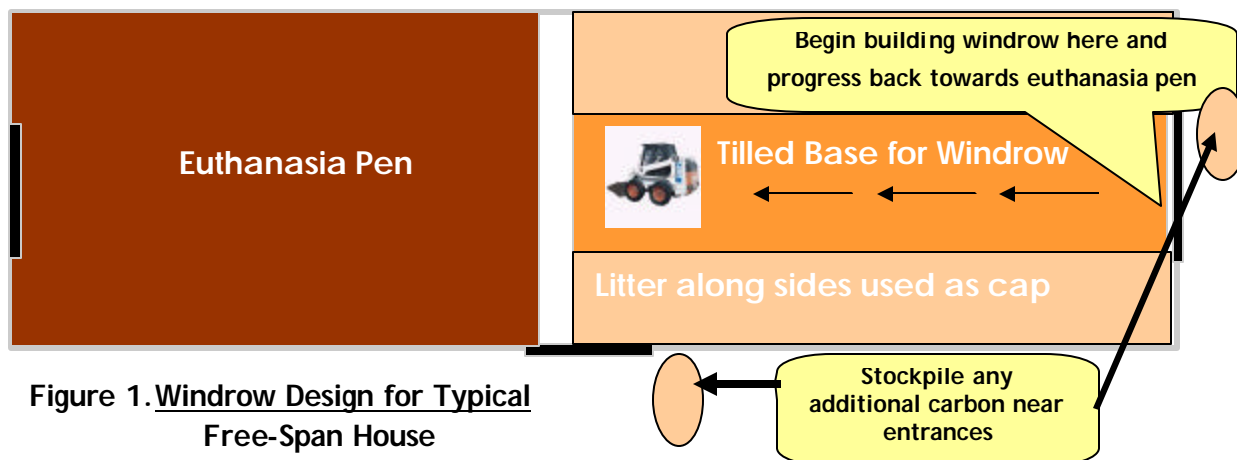 Begin building windrow here and
progress back towards euthanasia pen
Euthanasia Pen
Tilled Base for Windrow
Litter along sides used as cap
Stockpile any
additional carbon near
entrances
Figure 1. Windrow Design for Typical
Free-Span House